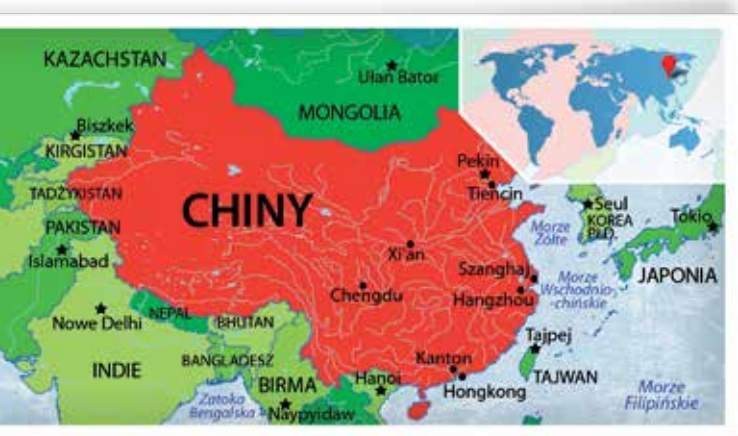 KAZACHSTAN
Ułan Bator
MONGOLIA
Biszkek
KIRGISTAN
Pekin
Tiencin
TADŻYKISTAN
CHINY
Seul
KOREA
PŁD.
Tokio
PAKISTAN
Morze
Żółte
Islamabad
Xi'an
Szanghaj
JAPONIA
Chengdu
Hangzhou
Morze
Wschodnio-
-chińskie
Nowe Delhi
NEPAL
BHUTAN
Tajpej
INDIE
BANGLADESZ
Kanton
BIRMA
Hanoi
Hongkong
TAJWAN
Zatoka
Bengalska
Naypyidaw
Morze
Filipińskie